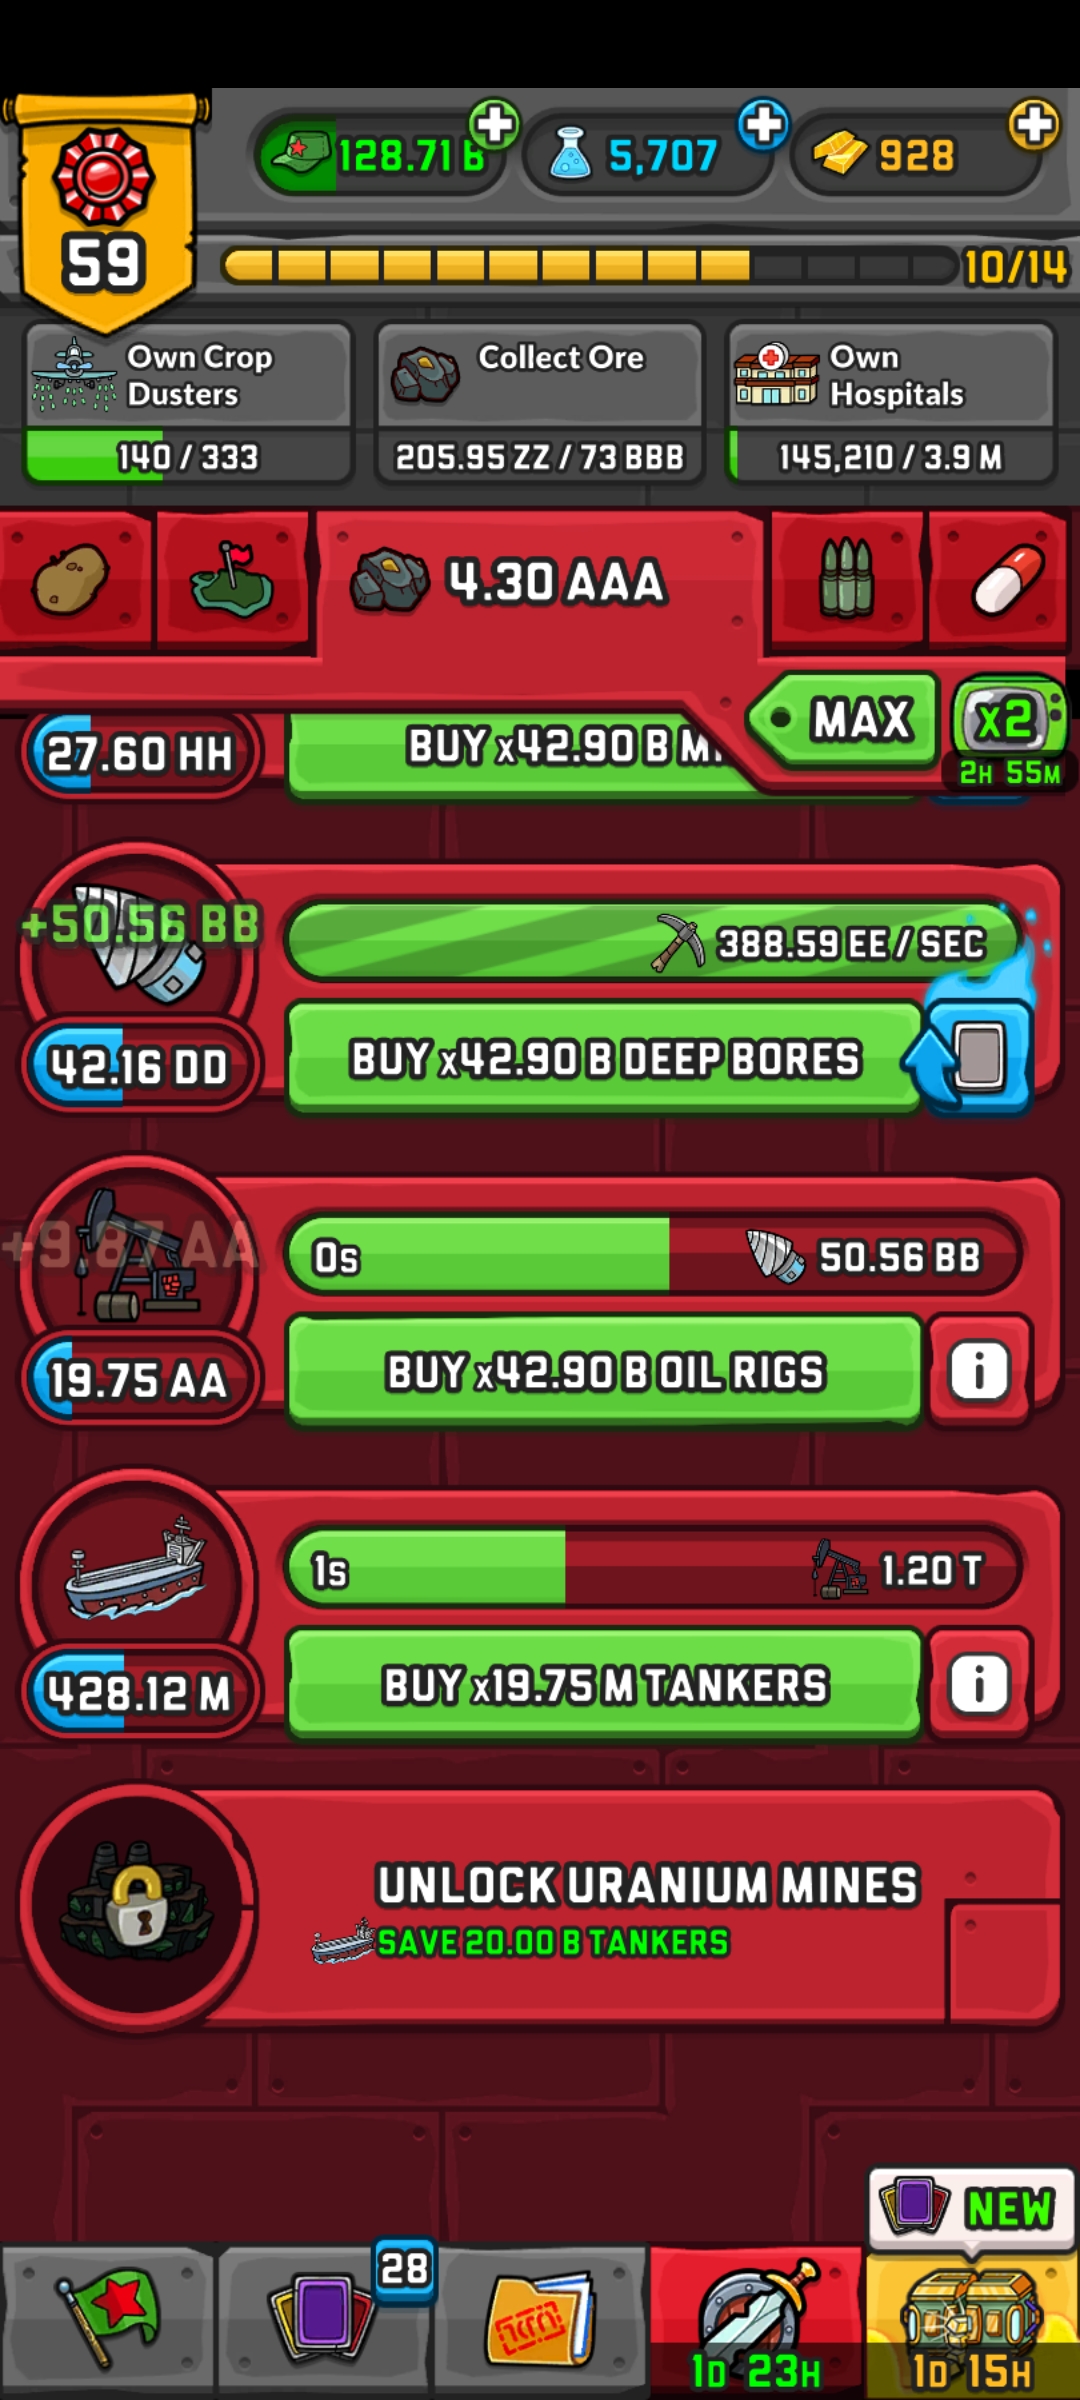 128.71 B
5,707
928
59
10/14
Own Crop
Dusters
140 / 333
Collect Ore
205.95 ZZ / 73 BBB
Own
Hospitals
145,210 / 3.9 M
4.30 AAA
MAX
x2
2H 55M
27.60 HH
BUY x42.90 B
+50.56 BB
388.59 EE / SEC
42.16 DD
BUY x42.90 B DEEP BORES
+9.87 AA
0s
50.56 BB
19.75 AA
BUY x42.90 B OIL RIGS
i
1s
1.20 T
428.12 M
BUY x19.75 M TANKERS
i
UNLOCK URANIUM MINES
SAVE 20.00 B TANKERS
NEW
28
1D 23H
1D 15H